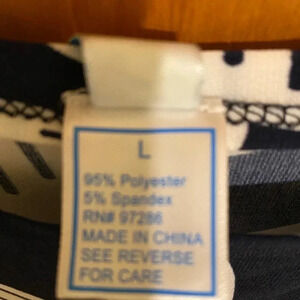 L
95% Polyester
5% Spandex
RN# 97286
MADE IN CHINA
SEE REVERSE
FOR CARE